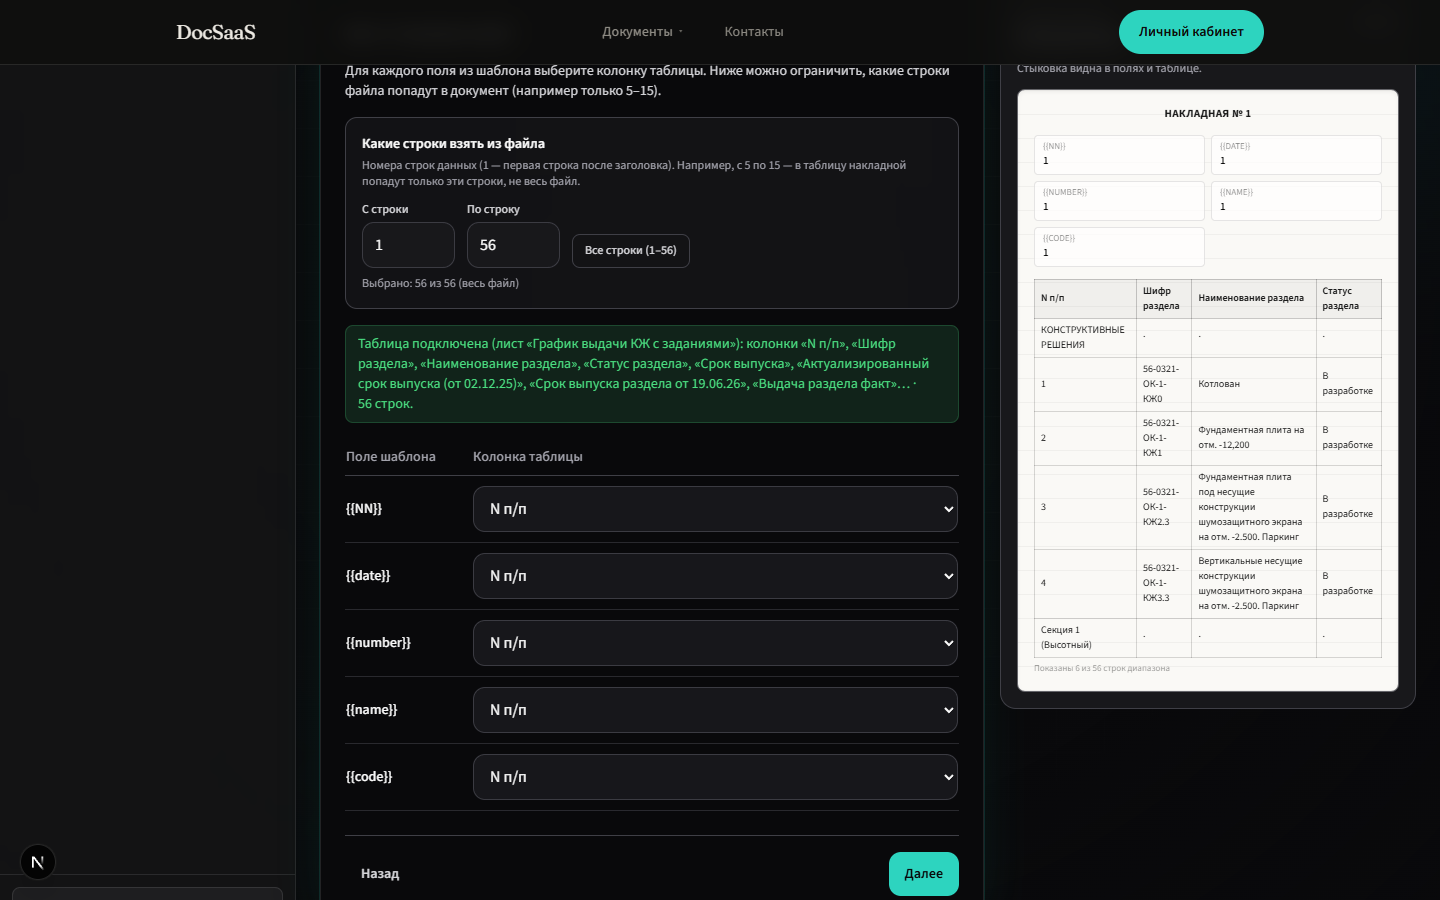 DocSaaS
Документы
Контакты
Личный кабинет
Для каждого поля из шаблона выберите колонку таблицы. Ниже можно ограничить, какие строки
файла попадут в документ (например только 5–15).
Какие строки взять из файла
Номера строк данных (1 — первая строка после заголовка). Например, с 5 по 15 — в таблицу накладной
попадут только эти строки, не весь файл.
С строки
По строку
1
56
Все строки (1–56)
Выбрано: 56 из 56 (весь файл)
Таблица подключена (лист «График выдачи КЖ с заданиями»): колонки «N п/п», «Шифр
раздела», «Наименование раздела», «Статус раздела», «Срок выпуска», «Актуализированный
срок выпуска (от 02.12.25)», «Срок выпуска раздела от 19.06.26», «Выдача раздела факт»… ·
56 строк.
Поле шаблона
Колонка таблицы
{{NN}}
N п/п
{{date}}
N п/п
{{number}}
N п/п
{{name}}
N п/п
{{code}}
N п/п
Назад
Далее
N
Стыковка видна в полях и таблице.
НАКЛАДНАЯ № 1
{{NN}}
1
{{DATE}}
1
{{NUMBER}}
1
{{NAME}}
1
{{CODE}}
1
N п/п
Шифр
раздела
Наименование раздела
Статус
раздела
КОНСТРУКТИВНЫЕ
РЕШЕНИЯ
.
.
.
1
56-0321-
ОК-1-
КЖ0
Котлован
В
разработке
2
56-0321-
ОК-1-
КЖ1
Фундаментная плита на
отм. -12,200
В
разработке
3
56-0321-
ОК-1-
КЖ2.3
Фундаментная плита
под несущие
конструкции
шумозащитного экрана
на отм. -2.500. Паркинг
В
разработке
4
56-0321-
ОК-1-
КЖ3.3
Вертикальные несущие
конструкции
шумозащитного экрана
на отм. -2.500. Паркинг
В
разработке
Секция 1
(Высотный)
.
.
.
Показаны 6 из 56 строк диапазона